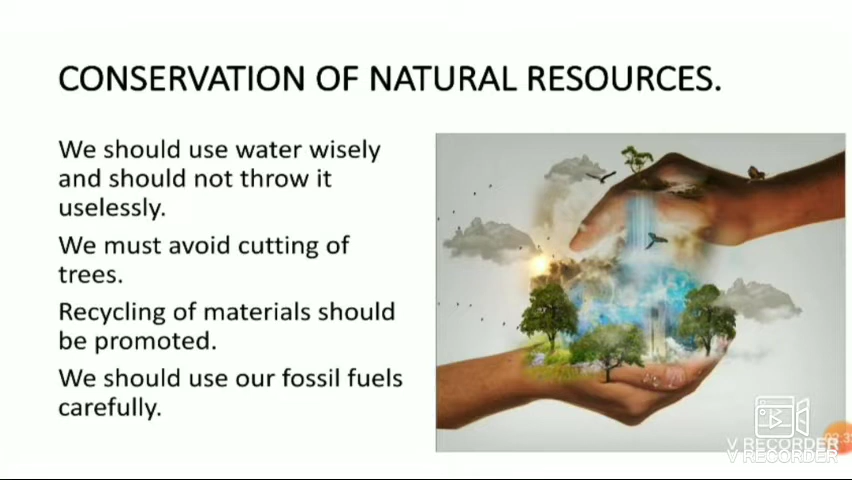 CONSERVATION OF NATURAL RESOURCES.
We should use water wisely
and should not throw it
uselessly.
We must avoid cutting of
trees.
Recycling of materials should
be promoted.
We should use our fossil fuels
carefully.
V RECORDER
V RECORDER